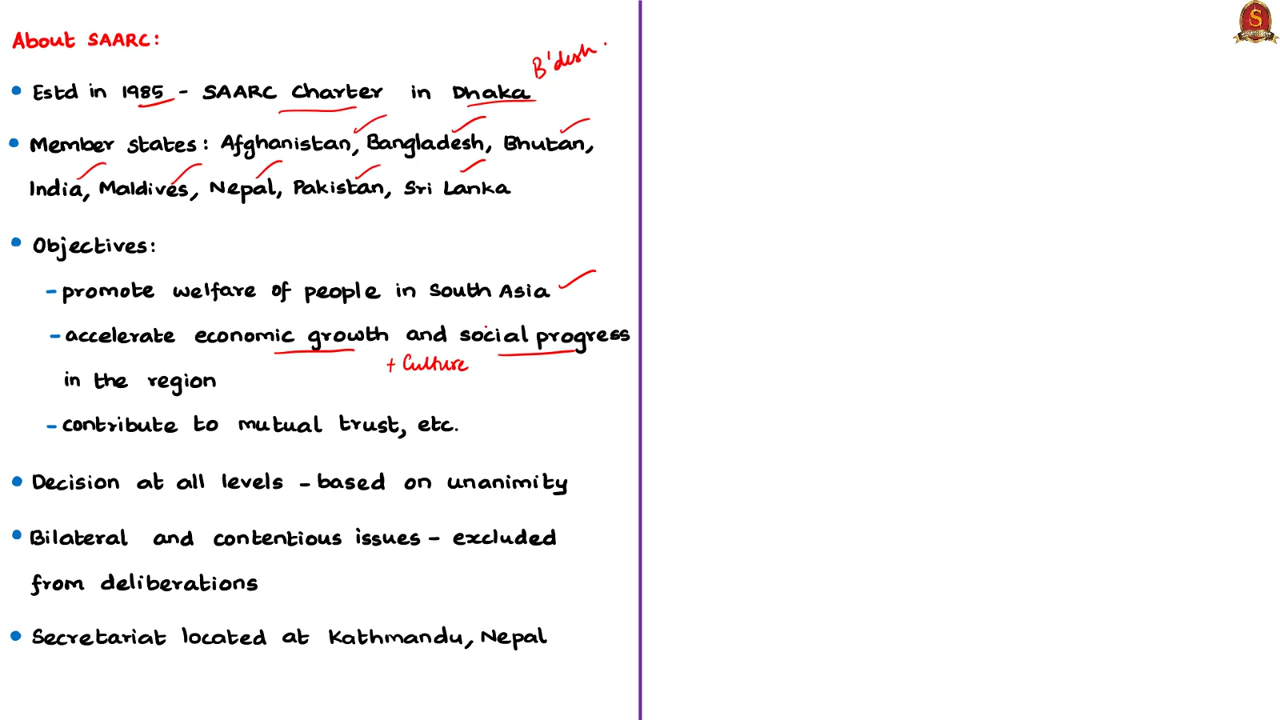 About SAARC:
B'desh.
• Estd in 1985 - SAARC Charter in Dhaka
• Member states: Afghanistan, Bangladesh, Bhutan,
India, Maldives, Nepal, Pakistan, Sri Lanka
• Objectives:
- promote welfare of people in South Asia
- accelerate economic growth and social progress
+ Culture
in the region
- contribute to mutual trust, etc.
• Decision at all levels - based on unanimity
• Bilateral and contentious issues - excluded
from deliberations
• Secretariat located at Kathmandu, Nepal
S